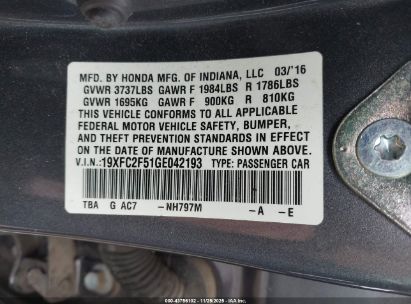 MFD. BY HONDA MFG. OF INDIANA, LLC 03/'16
GVWR 3737LBS GAWR F 1984LBS R 1786LBS
GVWR 1695KG GAWR F 900KG R 810KG
THIS VEHICLE CONFORMS TO ALL APPLICABLE
FEDERAL MOTOR VEHICLE SAFETY, BUMPER,
AND THEFT PREVENTION STANDARDS IN EFFECT
ON THE DATE OF MANUFACTURE SHOWN ABOVE.
V.I.N.:19XFC2F51GE042193 TYPE: PASSENGER CAR
TBA G AC7 -NH797M -A -E